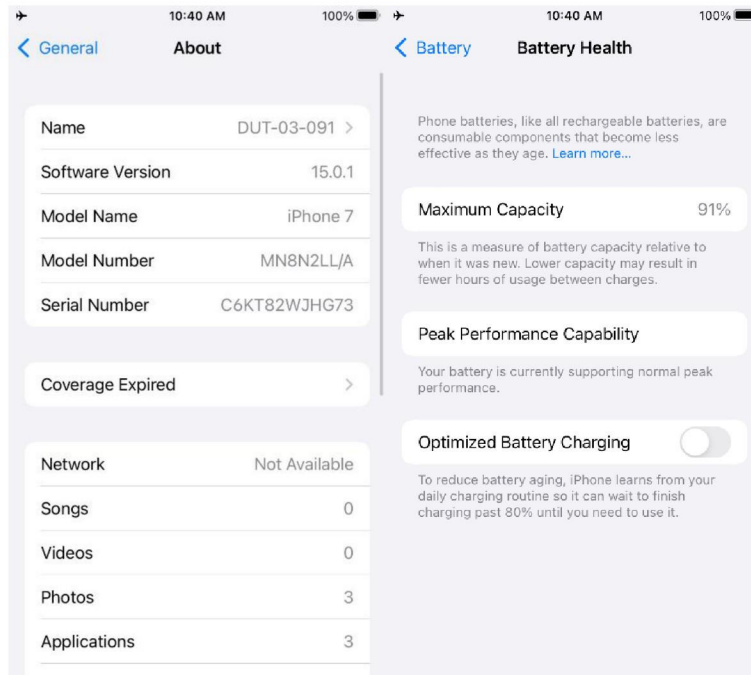 10:40 AM 100%
General About
Name DUT-03-091
Software Version 15.0.1
Model Name iPhone 7
Model Number MN8N2LL/A
Serial Number C6KT82WJHG73
Coverage Expired
Network Not Available
Songs 0
Videos 0
Photos 3
Applications 3
10:40 AM 100%
Battery Battery Health
Phone batteries, like all rechargeable batteries, are
consumable components that become less
effective as they age. Learn more...
Maximum Capacity 91%
This is a measure of battery capacity relative to
when it was new. Lower capacity may result in
fewer hours of usage between charges.
Peak Performance Capability
Your battery is currently supporting normal peak
performance.
Optimized Battery Charging
To reduce battery aging, iPhone learns from your
daily charging routine so it can wait to finish
charging past 80% until you need to use it.